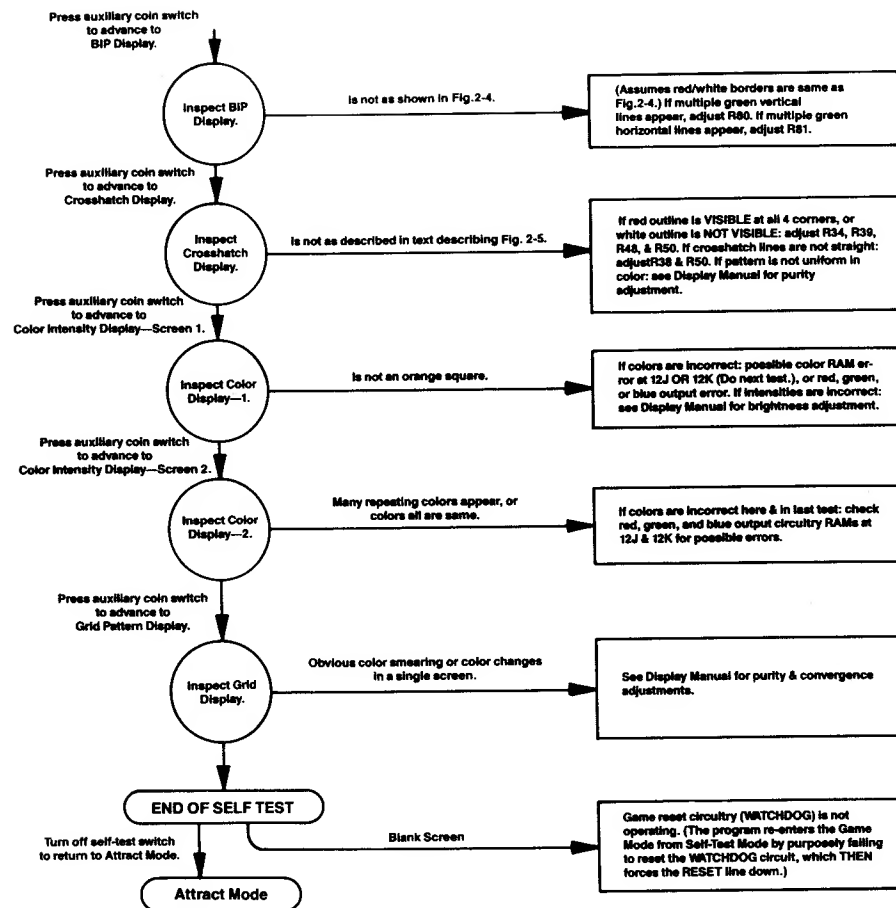 Press auxiliary coin switch
to advance to
BIP Display.
Inspect BIP
Display.
Is not as shown in Fig.2-4.
(Assumes red/white borders are same as
Fig.2-4.) If multiple green vertical
lines appear, adjust R80. If multiple green
horizontal lines appear, adjust R81.
Press auxiliary coin switch
to advance to
Crosshatch Display.
Inspect
Crosshatch
Display.
Is not as described in text describing Fig. 2-5.
If red outline is VISIBLE at all 4 corners, or
white outline is NOT VISIBLE: adjust R34, R39,
R48, & R50. If crosshatch lines are not straight:
adjustR38 & R50. If pattern is not uniform in
color: see Display Manual for purity
adjustment.
Press auxiliary coin switch
to advance to
Color Intensity Display—Screen 1.
Inspect Color
Display—1.
Is not an orange square.
If colors are incorrect: possible color RAM er-
ror at 12J OR 12K (Do next test.), or red, green,
or blue output error. If intensities are incorrect:
see Display Manual for brightness adjustment.
Press auxiliary coin switch
to advance to
Color Intensity Display—Screen 2.
Inspect Color
Display—2.
Many repeating colors appear, or
colors all are same.
If colors are incorrect here & in last test: check
red, green, and blue output circuitry RAMs at
12J & 12K for possible errors.
Press auxiliary coin switch
to advance to
Grid Pattern Display.
Inspect Grid
Display.
Obvious color smearing or color changes
in a single screen.
See Display Manual for purity & convergence
adjustments.
END OF SELF TEST
Turn off self-test switch
to return to Attract Mode.
Blank Screen
Game reset circuitry (WATCHDOG) is not
operating. (The program re-enters the Game
Mode from Self-Test Mode by purposely failing
to reset the WATCHDOG circuit, which THEN
forces the RESET line down.)
Attract Mode